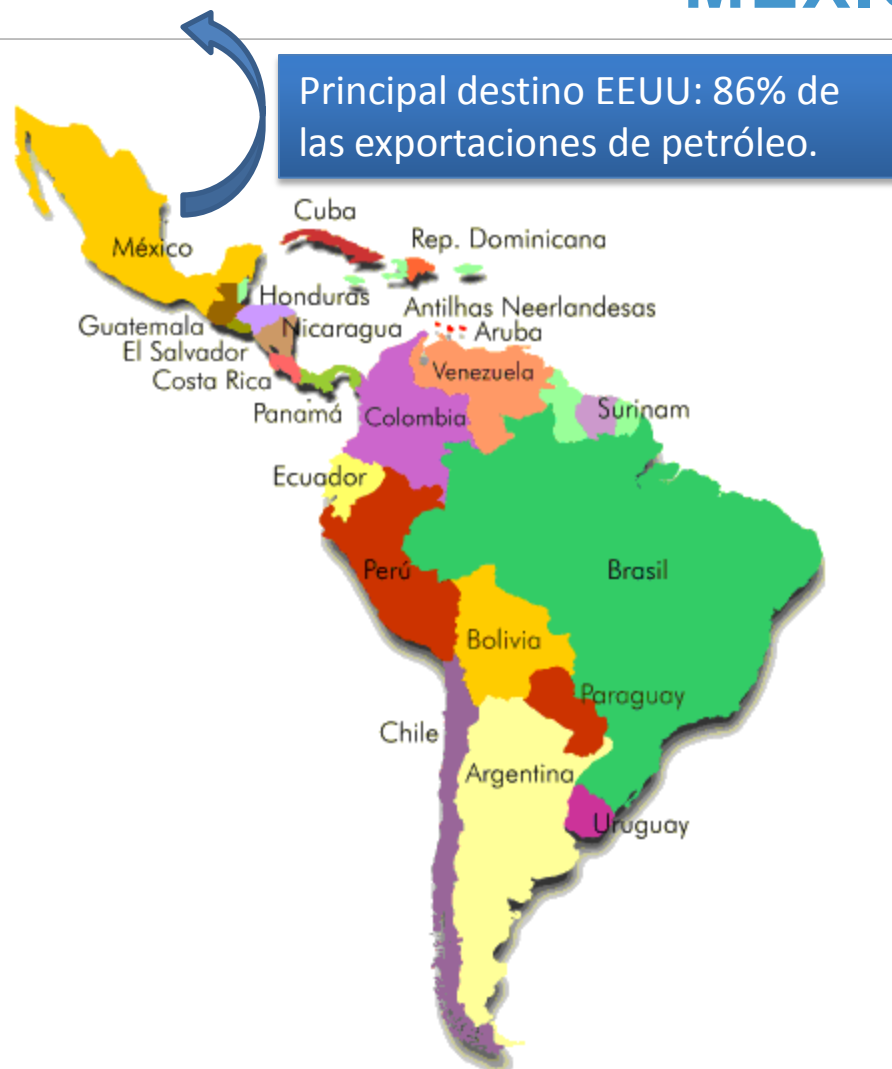 Principal destino EEUU: 86% de
las exportaciones de petróleo.
Cuba
Rep. Dominicana
México
Honduras
Antilhas Neerlandesas
Guatemala
Nicaragua
Aruba
El Salvador
Costa Rica
Venezuela
Panamá
Colombia
Surinam
Ecuador
Perú
Brasil
Bolivia
Paraguay
Chile
Argentina
Uruguay